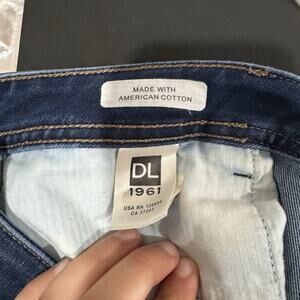 MADE WITH
AMERICAN COTTON
DL
1961
USA RN
CA